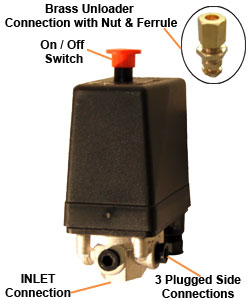 Brass Unloader
Connection with Nut & Ferrule
On / Off
Switch
INLET
Connection
3 Plugged Side
Connections